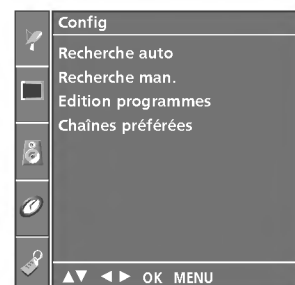 Config
Recherche auto
Recherche man.
Edition programmes
Chaînes préférées
▲▼ ◄► OK MENU